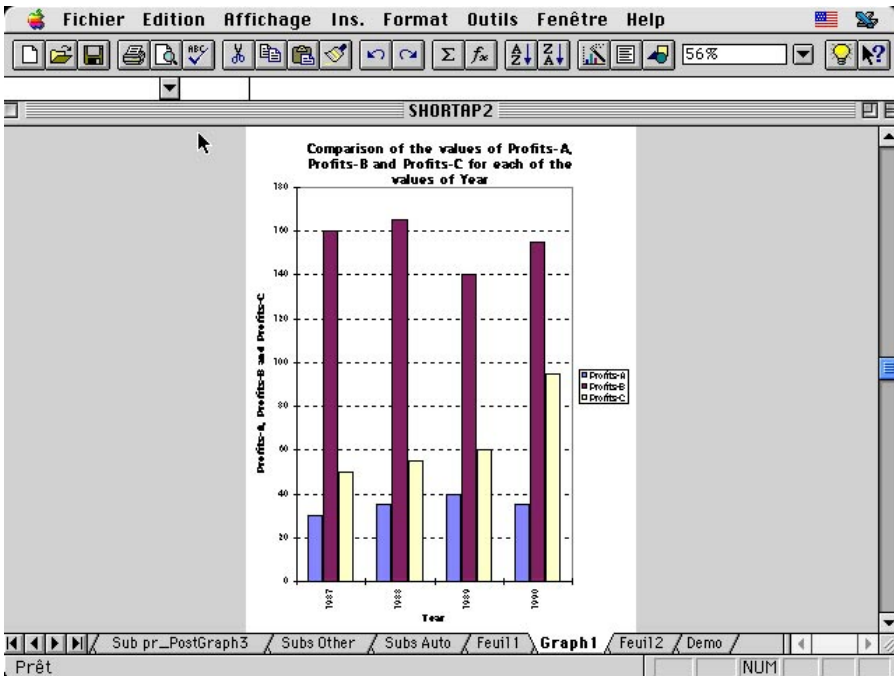 Fichier Edition Affichage Ins. Format Outils Fenêtre Help
ABC Σ fx A Z Z A 56% ?
SHORTAP2
Comparison of the values of Profits-A,
Profits-B and Profits-C for each of the
values of Year
Profits-A, Profits-B and Profits-C
180
160
140
120
100
80
60
40
20
0
Profits-A
Profits-B
Profits-C
1987 1988 1989 1990
Year
Sub pr_PostGraph3 Subs Other Subs Auto Feuil1 Graph1 Feuil2 Demo
Prêt NUM